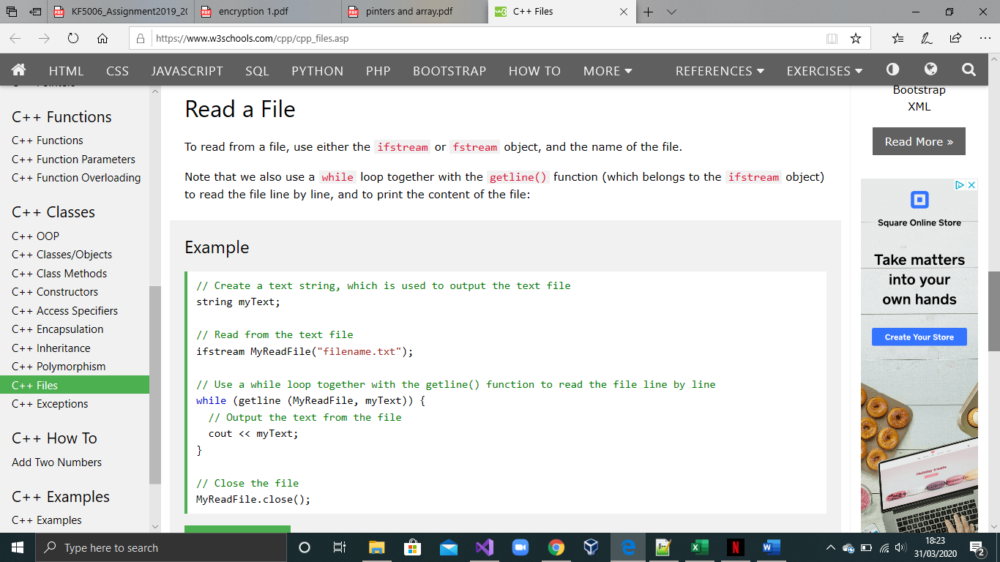 KF5006_Assignment2019_20
encryption 1.pdf
pinters and array.pdf
C++ Files
https://www.w3schools.com/cpp/cpp_files.asp
HTML CSS JAVASCRIPT SQL PYTHON PHP BOOTSTRAP HOW TO MORE REFERENCES EXERCISES
C++ Functions
C++ Functions
C++ Function Parameters
C++ Function Overloading
C++ Classes
C++ OOP
C++ Classes/Objects
C++ Class Methods
C++ Constructors
C++ Access Specifiers
C++ Encapsulation
C++ Inheritance
C++ Polymorphism
C++ Files
C++ Exceptions
C++ How To
Add Two Numbers
C++ Examples
C++ Examples
Read a File
To read from a file, use either the ifstream or fstream object, and the name of the file.
Note that we also use a while loop together with the getline() function (which belongs to the ifstream object)
to read the file line by line, and to print the content of the file:
Example
// Create a text string, which is used to output the text file
string myText;
// Read from the text file
ifstream MyReadFile("filename.txt");
// Use a while loop together with the getline() function to read the file line by line
while (getline (MyReadFile, myText)) {
// Output the text from the file
cout << myText;
}
// Close the file
MyReadFile.close();
Bootstrap
XML
Read More »
Square Online Store
Take matters
into your
own hands
Create Your Store
Holiday treats
Type here to search
18:23
31/03/2020
2